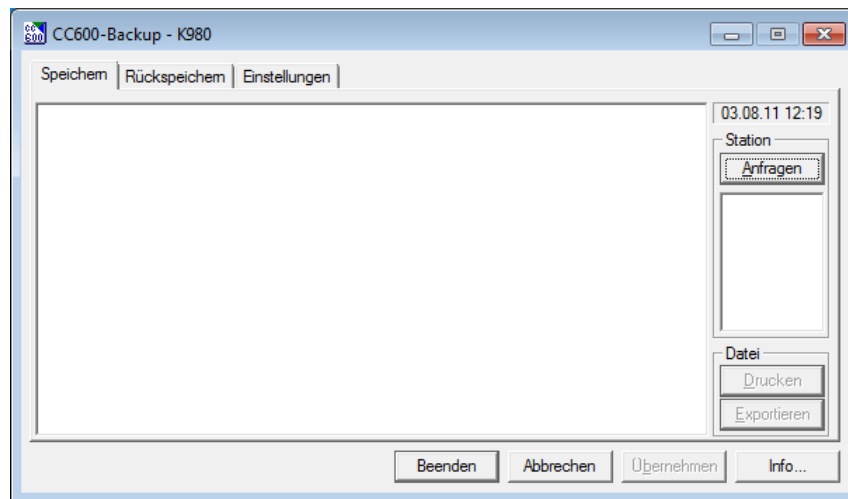 CC600-Backup - K980
Speichern Rückspeichern Einstellungen
03.08.11 12:19
Station
Anfragen
Datei
Drucken
Exportieren
Beenden Abbrechen Übernehmen Info...